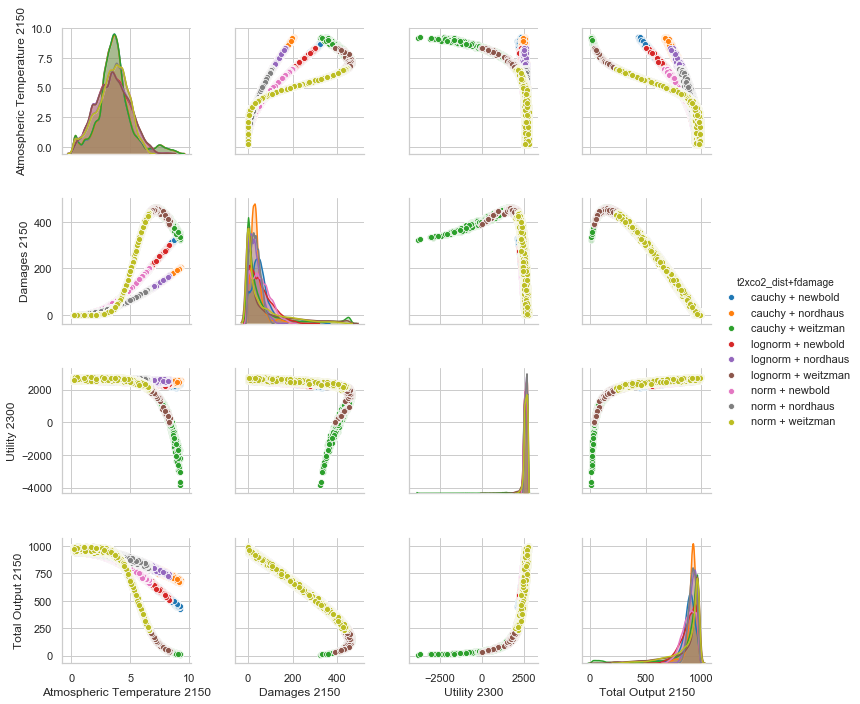 Atmospheric Temperature 2150
10.0
7.5
5.0
2.5
0.0
Damages 2150
400
200
0
t2xco2_dist+fdamage
cauchy + newbold
cauchy + nordhaus
cauchy + weitzman
lognorm + newbold
lognorm + nordhaus
lognorm + weitzman
norm + newbold
norm + nordhaus
norm + weitzman
Utility 2300
2000
0
−2000
−4000
Total Output 2150
1000
750
500
250
0
0 5 10
Atmospheric Temperature 2150
0 200 400
Damages 2150
−2500 0 2500
Utility 2300
0 500 1000
Total Output 2150